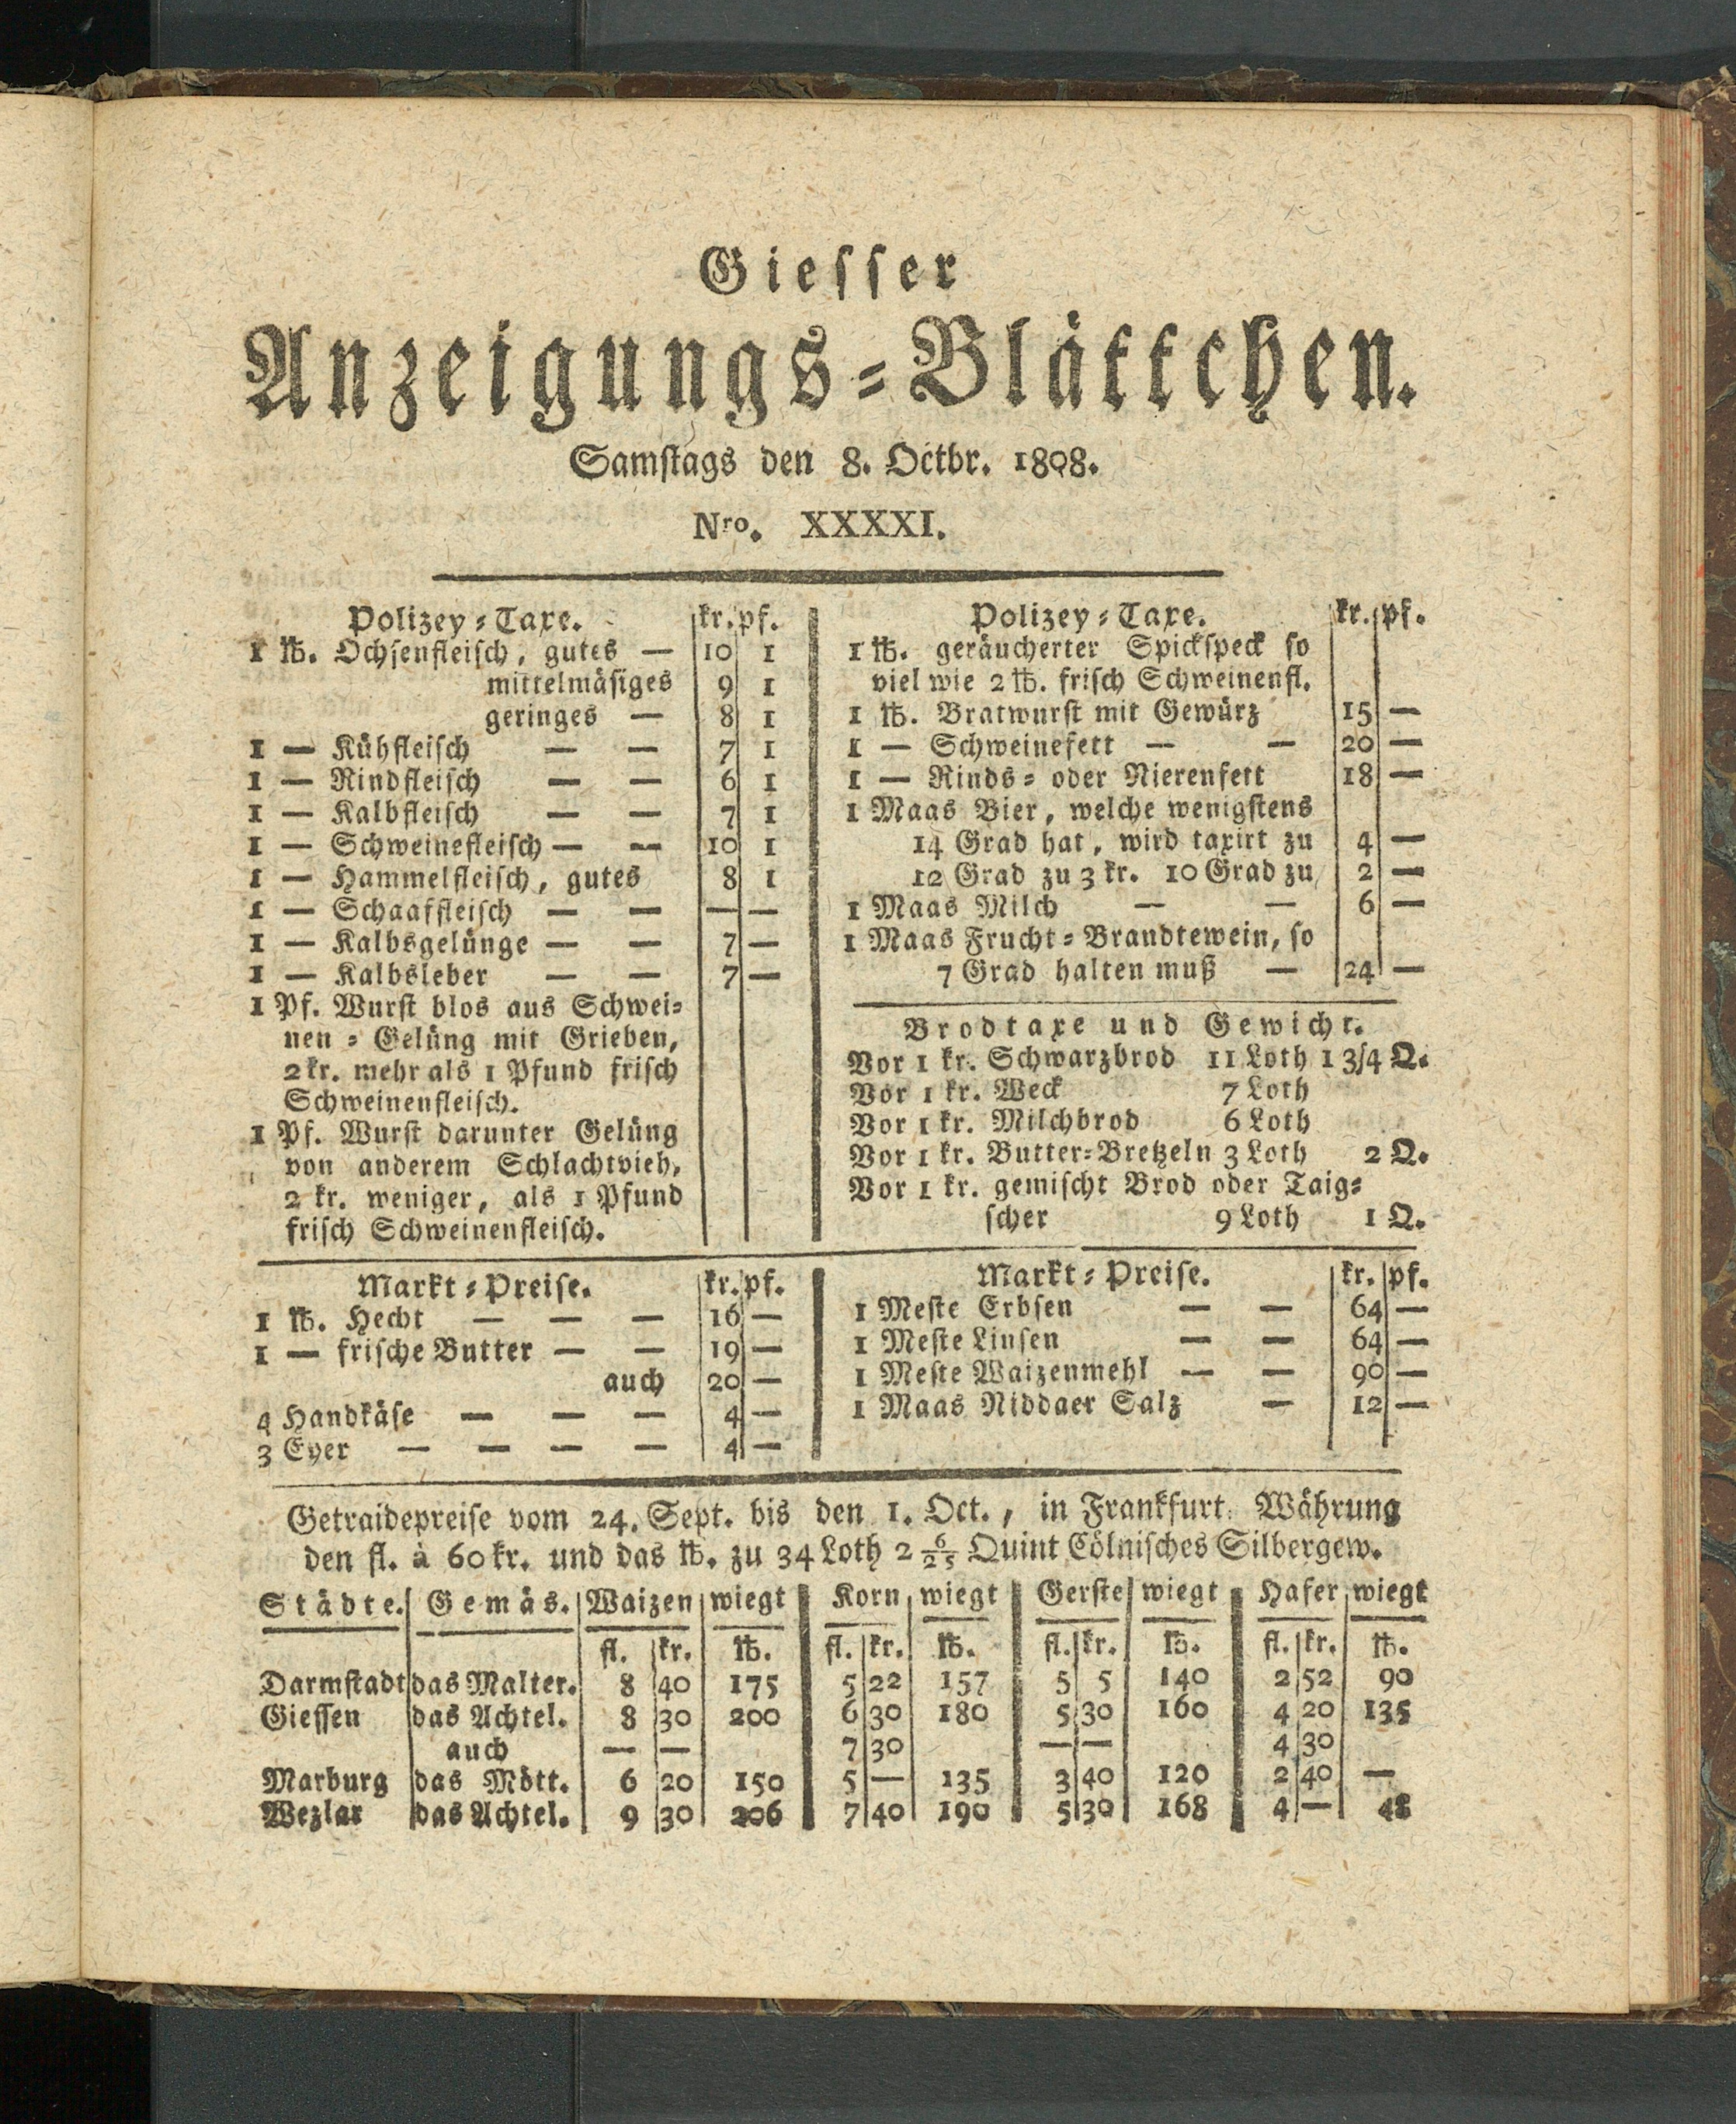 Giesser
Anzeigungs-Blättchen.
Samstags den 8. Octbr. 1808.
Nro. XXXXI.
Polizey-Taxe. kr. pf.
1 ℔. Ochsenfleisch, gutes — 10 1
mittelmäsiges 9 1
geringes — 8 1
1 — Kühfleisch — — 7 1
1 — Rindfleisch — — 6 1
1 — Kalbfleisch — — 7 1
1 — Schweinefleisch — — 10 1
1 — Hammelfleisch, gutes 8 1
1 — Schaaffleisch — — — —
1 — Kalbsgelünge — — 7 —
1 — Kalbsleber — — 7 —
1 Pf. Wurst blos aus Schwei-
nen-Gelüng mit Grieben,
2 kr. mehr als 1 Pfund frisch
Schweinenfleisch.
1 Pf. Wurst darunter Gelüng
von anderem Schlachtvieh,
2 kr. weniger, als 1 Pfund
frisch Schweinenfleisch.
Polizey-Taxe. kr. pf.
1 ℔. geräucherter Spickspeck so
viel wie 2 ℔. frisch Schweinenfl.
1 ℔. Bratwurst mit Gewürz 15 —
1 — Schweinefett — — 20 —
1 — Rinds- oder Nierenfett 18 —
1 Maas Bier, welche wenigstens
14 Grad hat, wird taxirt zu 4 —
12 Grad zu 3 kr. 10 Grad zu 2 —
1 Maas Milch — — 6 —
1 Maas Frucht-Brandtewein, so
7 Grad halten muß — 24 —
Brodtaxe und Gewicht.
Vor 1 kr. Schwarzbrod 11 Loth 1 3/4 Q.
Vor 1 kr. Weck 7 Loth
Vor 1 kr. Milchbrod 6 Loth
Vor 1 kr. Butter-Bretzeln 3 Loth 2 Q.
Vor 1 kr. gemischt Brod oder Taig-
scher 9 Loth 1 Q.
Markt-Preise. kr. pf.
1 ℔. Hecht — — — 16 —
1 — frische Butter — — 19 —
auch 20 —
4 Handkäse — — — 4 —
3 Eyer — — — — 4 —
Markt-Preise. kr. pf.
1 Meste Erbsen — — 64 —
1 Meste Linsen — — 64 —
1 Meste Waizenmehl — — 90 —
1 Maas Niddaer Salz — 12 —
Getraidepreise vom 24. Sept. bis den 1. Oct., in Frankfurt. Währung
den fl. à 60 kr. und das ℔. zu 34 Loth 2 6/25 Quint Cölnisches Silbergew.
Städte. Gemäs. Waizen wiegt Korn wiegt Gerste wiegt Hafer wiegt
fl. kr. ℔. fl. kr. ℔. fl. kr. ℔. fl. kr. ℔.
Darmstadt das Malter. 8 40 175 5 22 157 5 5 140 2 52 90
Giessen das Achtel. 8 30 200 6 30 180 5 30 160 4 20 135
auch — — 7 30 — — 4 30
Marburg das Mött. 6 20 150 5 — 135 3 40 120 2 40 —
Wezlar das Achtel. 9 30 206 7 40 190 5 30 168 4 — 48